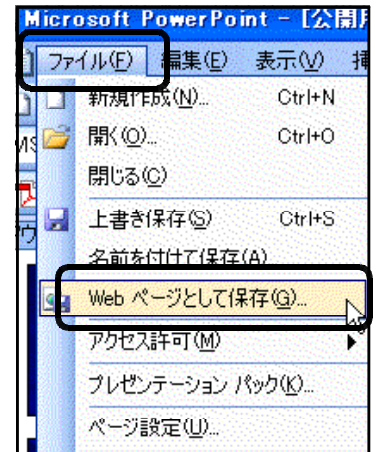 Microsoft PowerPoint - [公開
ファイル(F) 編集(E) 表示(V) 挿
新規作成(N)... Ctrl+N
開く(O)... Ctrl+O
閉じる(C)
上書き保存(S) Ctrl+S
名前を付けて保存(A)
Web ページとして保存(G)...
アクセス許可(M)
プレゼンテーション パック(K)...
ページ設定(U)...